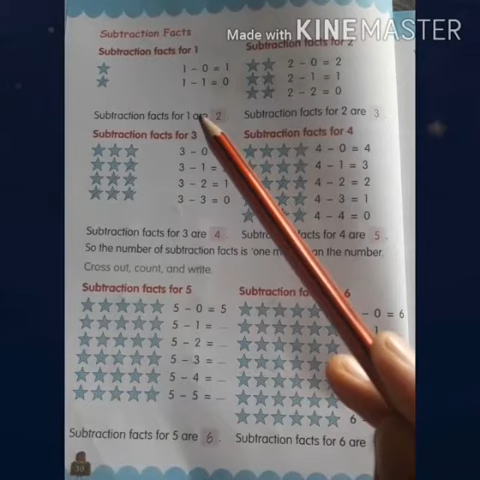 Made with KINEMASTER
Subtraction Facts
Subtraction facts for 1
1 – 0 = 1
1 – 1 = 0
Subtraction facts for 1 are 2
Subtraction facts for 2
2 – 0 = 2
2 – 1 = 1
2 – 2 = 0
Subtraction facts for 2 are 3
Subtraction facts for 3
3 – 0
3 – 1 =
3 – 2 = 1
3 – 3 = 0
Subtraction facts for 3 are 4
Subtraction facts for 4
4 – 0 = 4
4 – 1 = 3
4 – 2 = 2
4 – 3 = 1
4 – 4 = 0
facts for 4 are 5
So the number of subtraction facts is 'one the number.
Cross out, count, and write.
Subtraction facts for 5
5 – 0 = 5
5 – 1 =
5 – 2 =
5 – 3 =
5 – 4 =
5 – 5 =
Subtraction facts for 5 are 6
Subtraction 6
– 0 = 6
6
Subtraction facts for 6 are
30